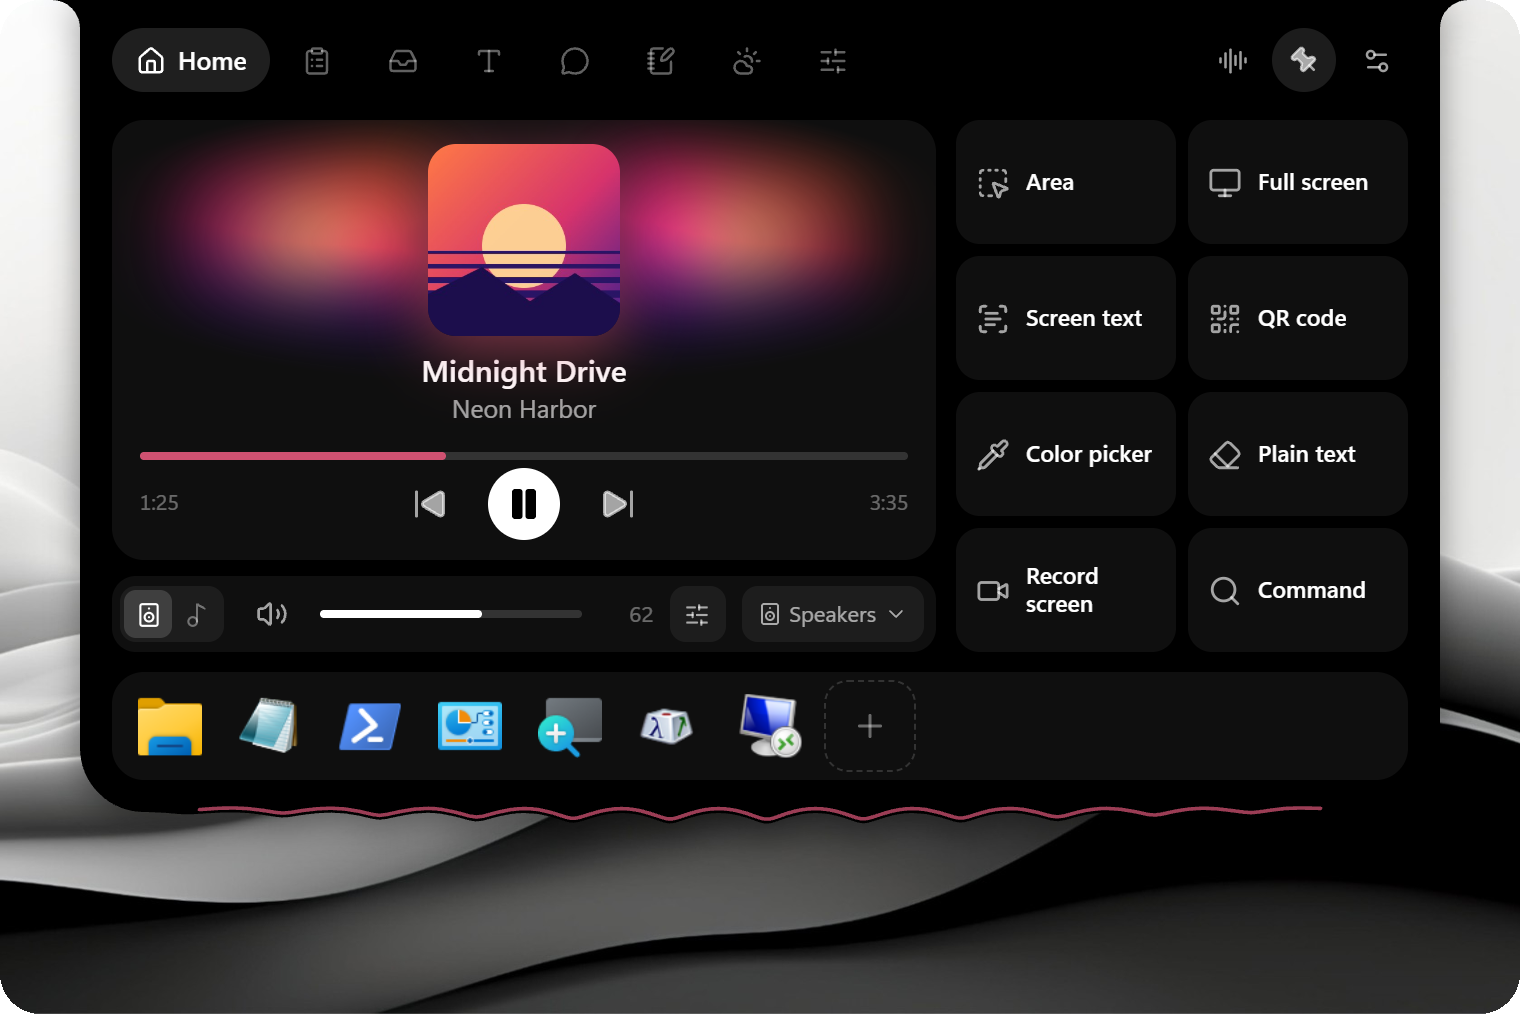 Home
Midnight Drive
Neon Harbor
1:25
3:35
62
Speakers
Area
Full screen
Screen text
QR code
Color picker
Plain text
Record
screen
Command